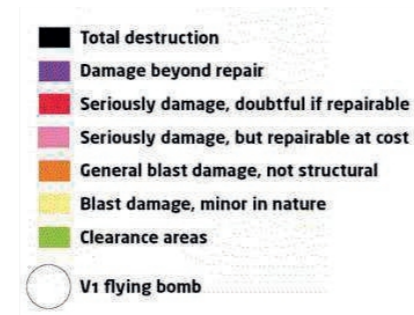 Total destruction
Damage beyond repair
Seriously damage, doubtful if repairable
Seriously damage, but repairable at cost
General blast damage, not structural
Blast damage, minor in nature
Clearance areas
V1 flying bomb